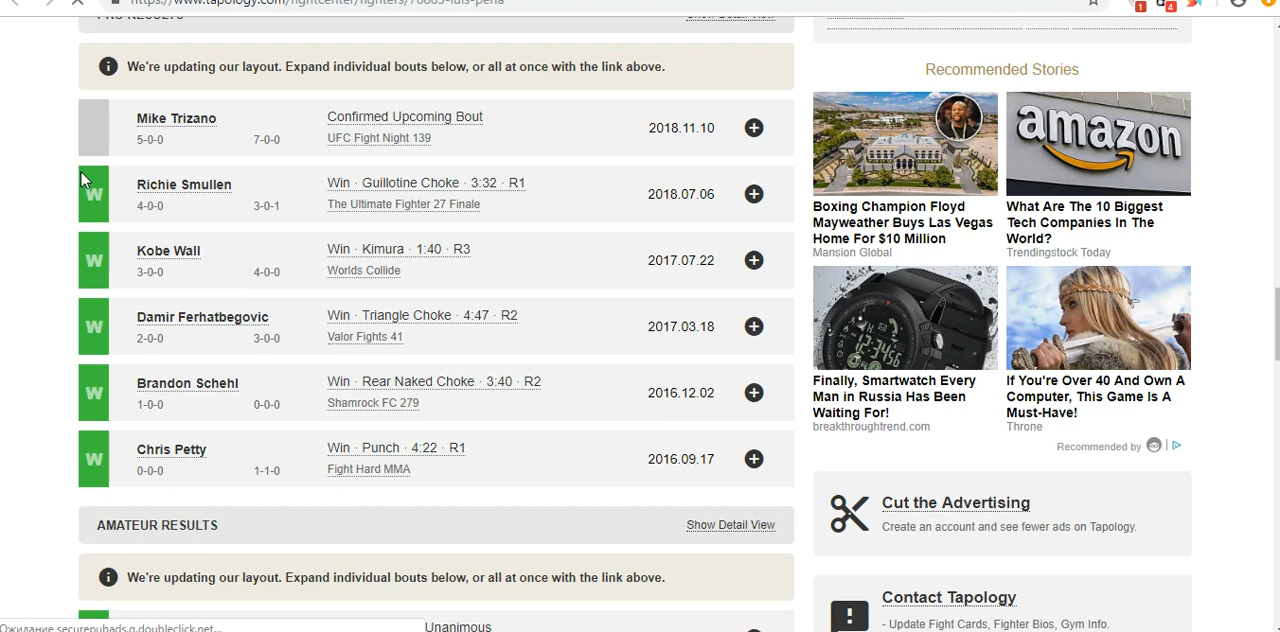 https://www.tapology.com/fightcenter/fighters/76665-luis-pena
1
4
PRO RESULTS
Show Detail View
We're updating our layout. Expand individual bouts below, or all at once with the link above.
Mike Trizano
5-0-0 7-0-0
Confirmed Upcoming Bout
UFC Fight Night 139
2018.11.10
W
Richie Smullen
4-0-0 3-0-1
Win · Guillotine Choke · 3:32 · R1
The Ultimate Fighter 27 Finale
2018.07.06
W
Kobe Wall
3-0-0 4-0-0
Win · Kimura · 1:40 · R3
Worlds Collide
2017.07.22
W
Damir Ferhatbegovic
2-0-0 3-0-0
Win · Triangle Choke · 4:47 · R2
Valor Fights 41
2017.03.18
W
Brandon Schehl
1-0-0 0-0-0
Win · Rear Naked Choke · 3:40 · R2
Shamrock FC 279
2016.12.02
W
Chris Petty
0-0-0 1-1-0
Win · Punch · 4:22 · R1
Fight Hard MMA
2016.09.17
AMATEUR RESULTS
Show Detail View
We're updating our layout. Expand individual bouts below, or all at once with the link above.
Unanimous
Ожидание securepubads.g.doubleclick.net...
Recommended Stories
Boxing Champion Floyd
Mayweather Buys Las Vegas
Home For $10 Million
Mansion Global
amazon
What Are The 10 Biggest
Tech Companies In The
World?
Trendingstock Today
Finally, Smartwatch Every
Man in Russia Has Been
Waiting For!
breakthroughtrend.com
If You're Over 40 And Own A
Computer, This Game Is A
Must-Have!
Throne
Recommended by
Cut the Advertising
Create an account and see fewer ads on Tapology.
Contact Tapology
- Update Fight Cards, Fighter Bios, Gym Info.